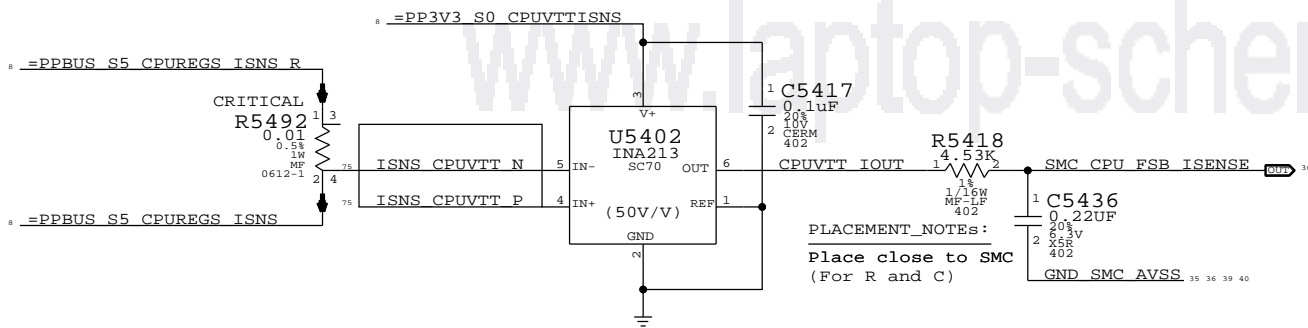 www.laptop-scher
8 =PP3V3_S0_CPUVTTISNS
8 =PPBUS_S5_CPUREGS_ISNS_R
CRITICAL
R5492
0.01
0.5%
1W
MF
0612-1
1 3
2 4
8 =PPBUS_S5_CPUREGS_ISNS
75 ISNS_CPUVTT_N 5
75 ISNS_CPUVTT_P 4
3
V+
U5402
INA213
SC70
IN-
IN+
OUT
REF
(50V/V)
GND
2
6
1
1 C5417
0.1uF
20%
10V
2 CERM
402
CPUVTT_IOUT
R5418
1 4.53K 2
1%
1/16W
MF-LF
402
SMC_CPU_FSB_ISENSE OUT
1 C5436
0.22UF
20%
6.3V
2 X5R
402
PLACEMENT_NOTEs:
Place close to SMC
(For R and C)
GND_SMC_AVSS 35 36 39 40